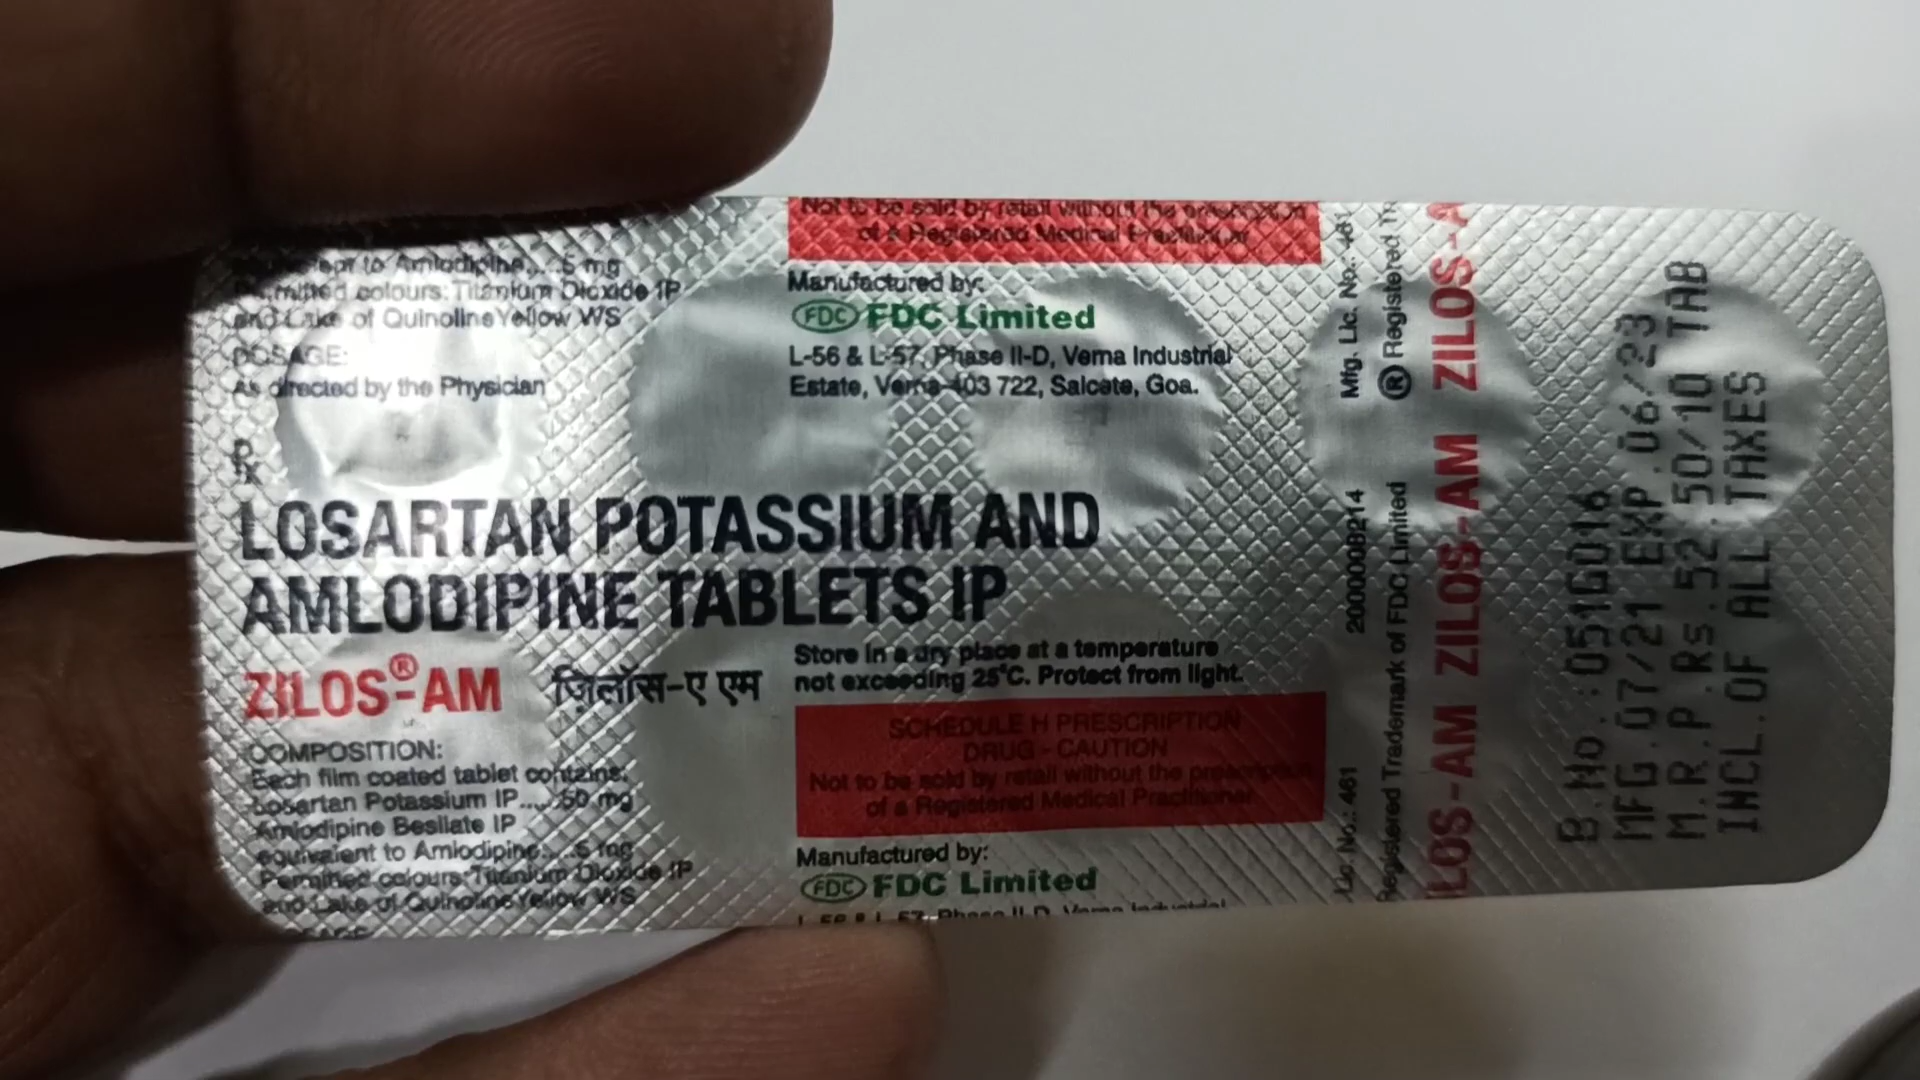 Not to be sold by retail without the prescription
of a Registered Medical Practitioner
to Amlodipine.....5 mg
Permitted colours: Titanium Dioxide IP
and Lake of Quinoline Yellow WS
DOSAGE:
As directed by the Physician
Manufactured by:
FDC FDC Limited
L-56 & L-57, Phase II-D, Verna Industrial
Estate, Verna-403 722, Salcete, Goa.
LOSARTAN POTASSIUM AND
AMLODIPINE TABLETS IP
ZILOS®-AM ज़िलॉस-ए एम
COMPOSITION:
Each film coated tablet contains:
Losartan Potassium IP.....50 mg
Amlodipine Besilate IP
equivalent to Amlodipine.....5 mg
Permitted colours: Titanium Dioxide IP
and Lake of Quinoline Yellow WS
Store in a dry place at a temperature
not exceeding 25°C. Protect from light.
SCHEDULE H PRESCRIPTION
DRUG - CAUTION
Not to be sold by retail without the prescription
of a Registered Medical Practitioner
Manufactured by:
FDC FDC Limited
L-56 & L-57, Phase II-D, Verna Industrial
Lic. No.: 461 2000008214 Mfg. Lic. No.: 461
Registered Trademark of FDC Limited ® Registered
ZILOS-AM ZILOS-AM
B.No.:051G016
MFG.07/21 EXP.06/23
M.R.P.Rs.52.50/10 TAB
INCL.OF ALL TAXES